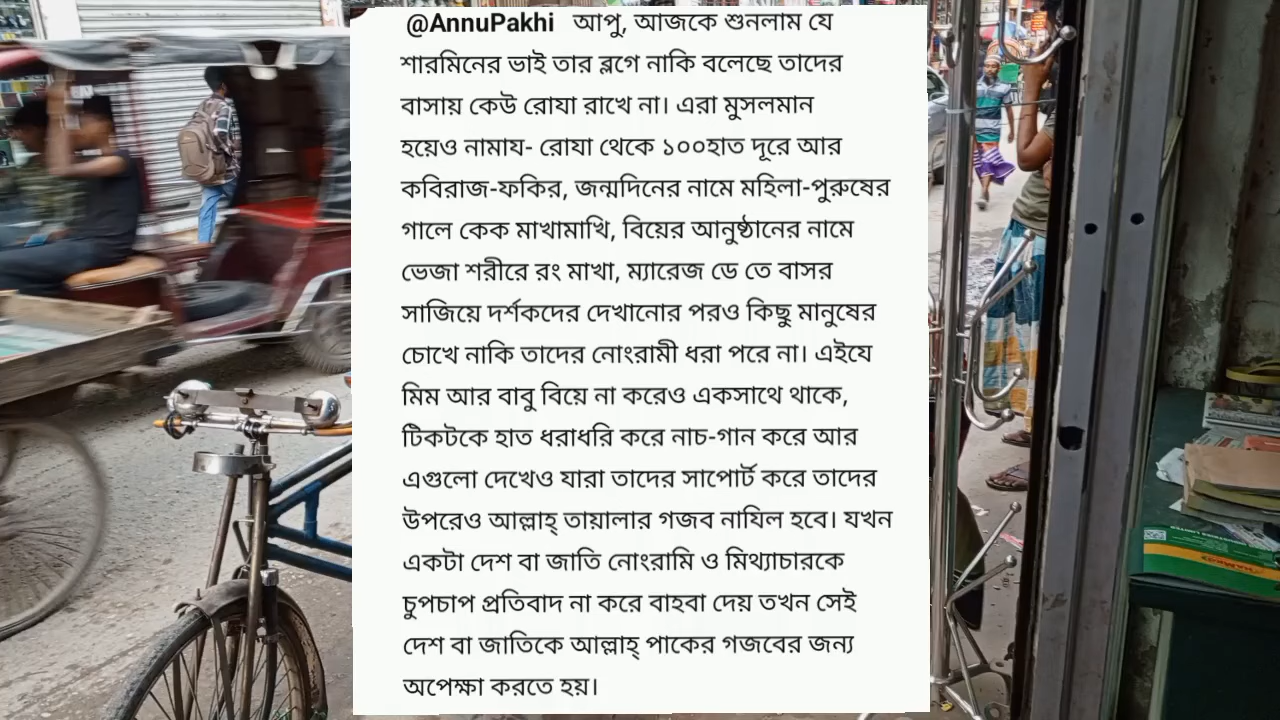 @AnnuPakhi আপু, আজকে শুনলাম যে
শারমিনের ভাই তার ব্লগে নাকি বলেছে তাদের
বাসায় কেউ রোযা রাখে না। এরা মুসলমান
হয়েও নামায- রোযা থেকে ১০০হাত দূরে আর
কবিরাজ-ফকির, জন্মদিনের নামে মহিলা-পুরুষের
গালে কেক মাখামাখি, বিয়ের আনুষ্ঠানের নামে
ভেজা শরীরে রং মাখা, ম্যারেজ ডে তে বাসর
সাজিয়ে দর্শকদের দেখানোর পরও কিছু মানুষের
চোখে নাকি তাদের নোংরামী ধরা পরে না। এইযে
মিম আর বাবু বিয়ে না করেও একসাথে থাকে,
টিকটকে হাত ধরাধরি করে নাচ-গান করে আর
এগুলো দেখেও যারা তাদের সাপোর্ট করে তাদের
উপরেও আল্লাহ্ তায়ালার গজব নাযিল হবে। যখন
একটা দেশ বা জাতি নোংরামি ও মিথ্যাচারকে
চুপচাপ প্রতিবাদ না করে বাহবা দেয় তখন সেই
দেশ বা জাতিকে আল্লাহ্ পাকের গজবের জন্য
অপেক্ষা করতে হয়।